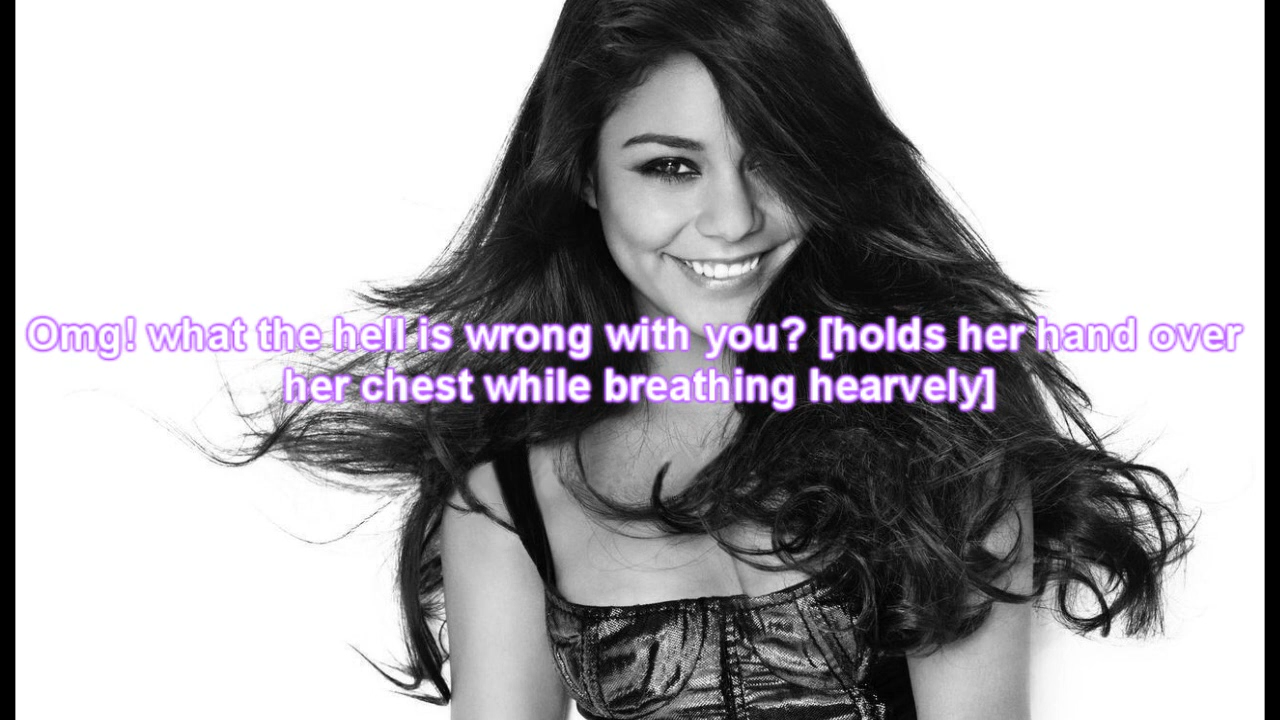 Omg! what the hell is wrong with you? [holds her hand over
her chest while breathing hearvely]